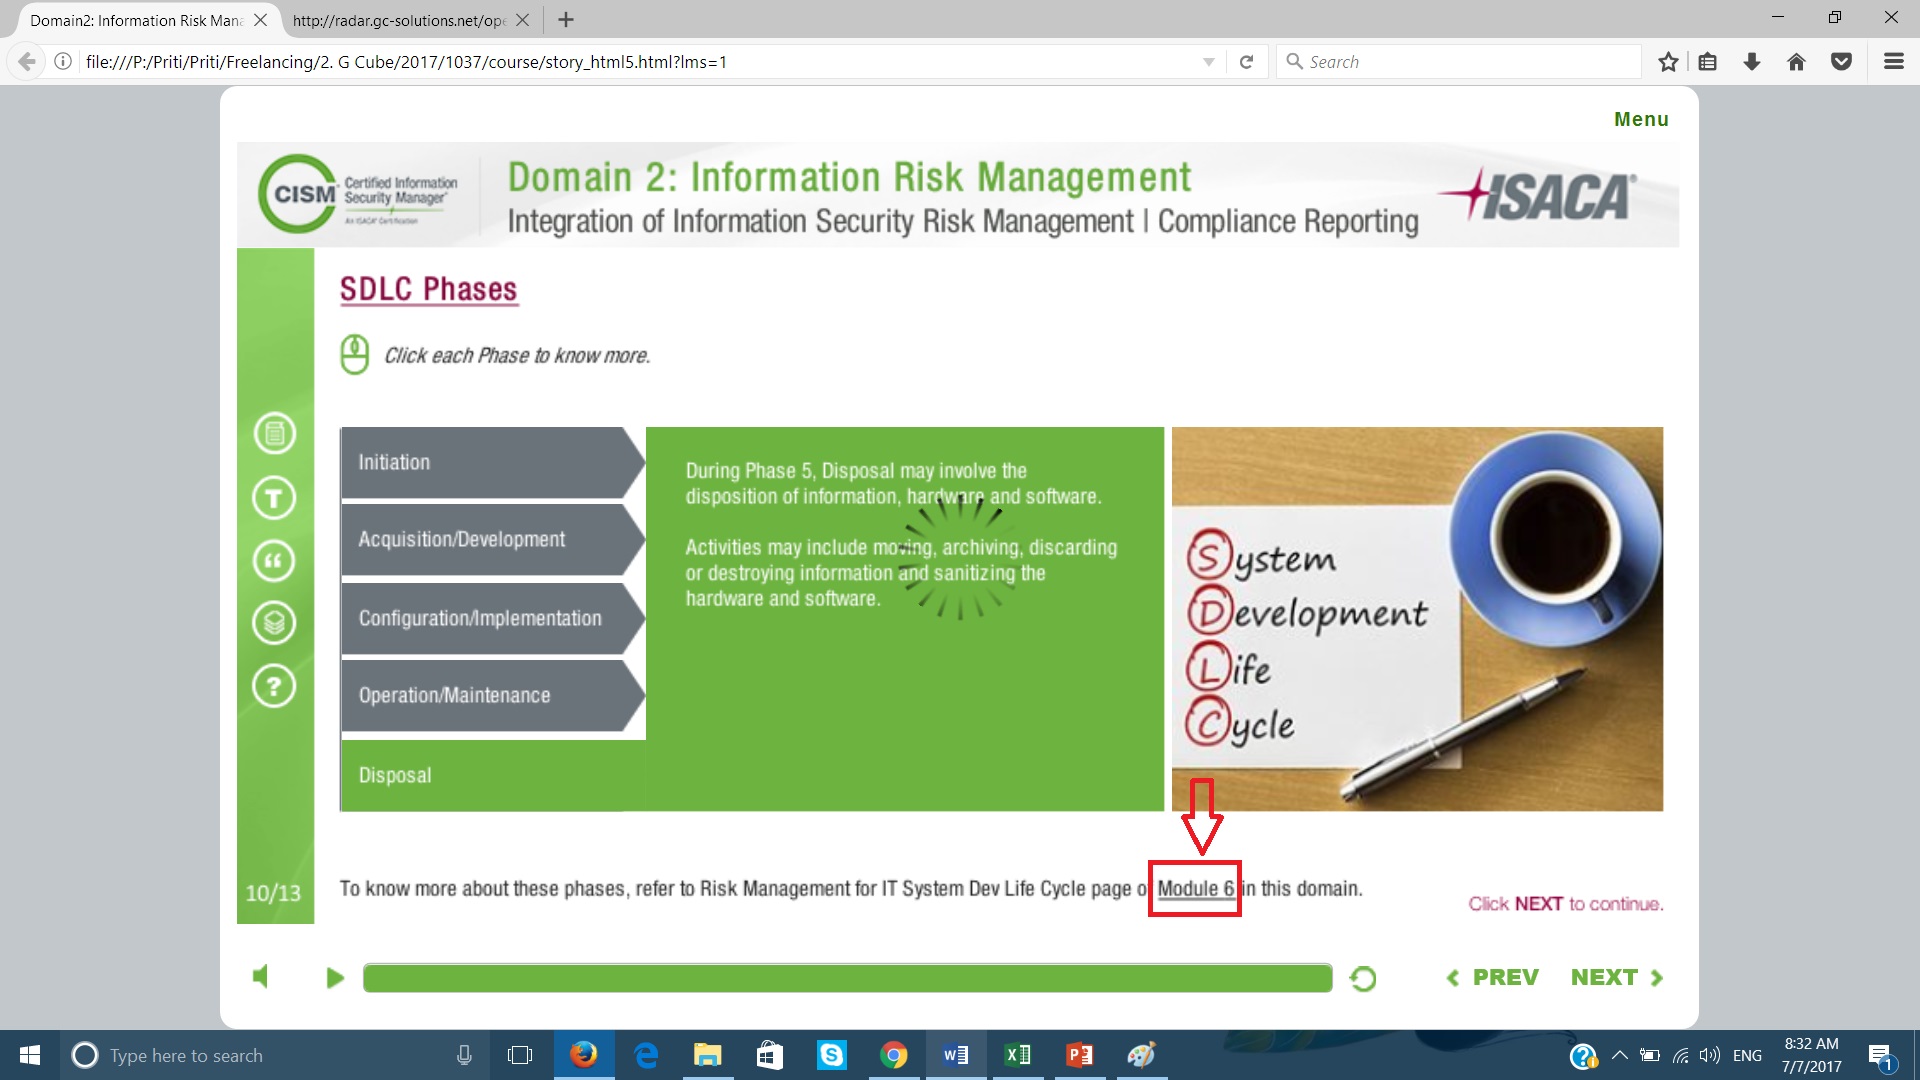 Domain2: Information Risk Mana
http://radar.gc-solutions.net/ope
file:///P:/Priti/Priti/Freelancing/2. G Cube/2017/1037/course/story_html5.html?lms=1
Search
Menu
CISM
Certified Information
Security Manager
An ISACA Certification
Domain 2: Information Risk Management
Integration of Information Security Risk Management | Compliance Reporting
ISACA®
SDLC Phases
Click each Phase to know more.
Initiation
Acquisition/Development
Configuration/Implementation
Operation/Maintenance
Disposal
During Phase 5, Disposal may involve the
disposition of information, hardware and software.
Activities may include moving, archiving, discarding
or destroying information and sanitizing the
hardware and software.
System
Development
Life
Cycle
T
?
10/13
To know more about these phases, refer to Risk Management for IT System Dev Life Cycle page of Module 6 in this domain.
Click NEXT to continue.
PREV
NEXT
Type here to search
ENG
8:32 AM
7/7/2017
1